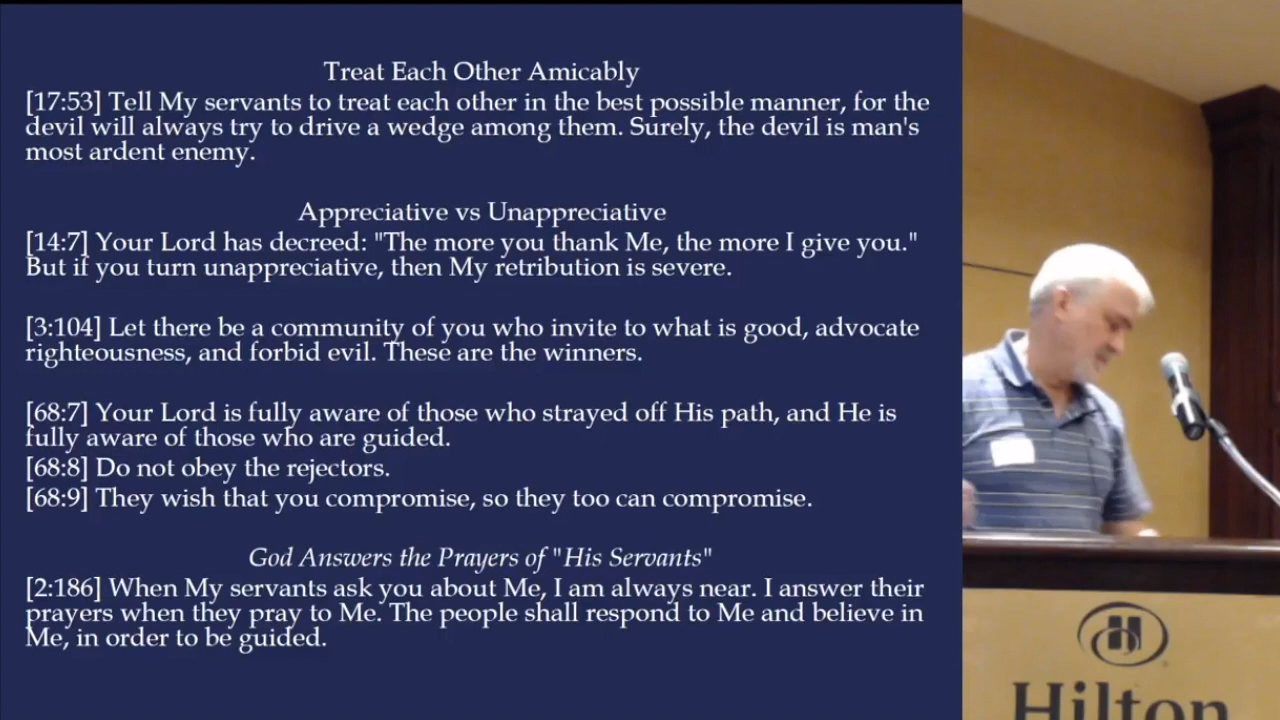 Treat Each Other Amicably
[17:53] Tell My servants to treat each other in the best possible manner, for the
devil will always try to drive a wedge among them. Surely, the devil is man's
most ardent enemy.
Appreciative vs Unappreciative
[14:7] Your Lord has decreed: "The more you thank Me, the more I give you."
But if you turn unappreciative, then My retribution is severe.
[3:104] Let there be a community of you who invite to what is good, advocate
righteousness, and forbid evil. These are the winners.
[68:7] Your Lord is fully aware of those who strayed off His path, and He is
fully aware of those who are guided.
[68:8] Do not obey the rejectors.
[68:9] They wish that you compromise, so they too can compromise.
God Answers the Prayers of "His Servants"
[2:186] When My servants ask you about Me, I am always near. I answer their
prayers when they pray to Me. The people shall respond to Me and believe in
Me, in order to be guided.
H
Hilton